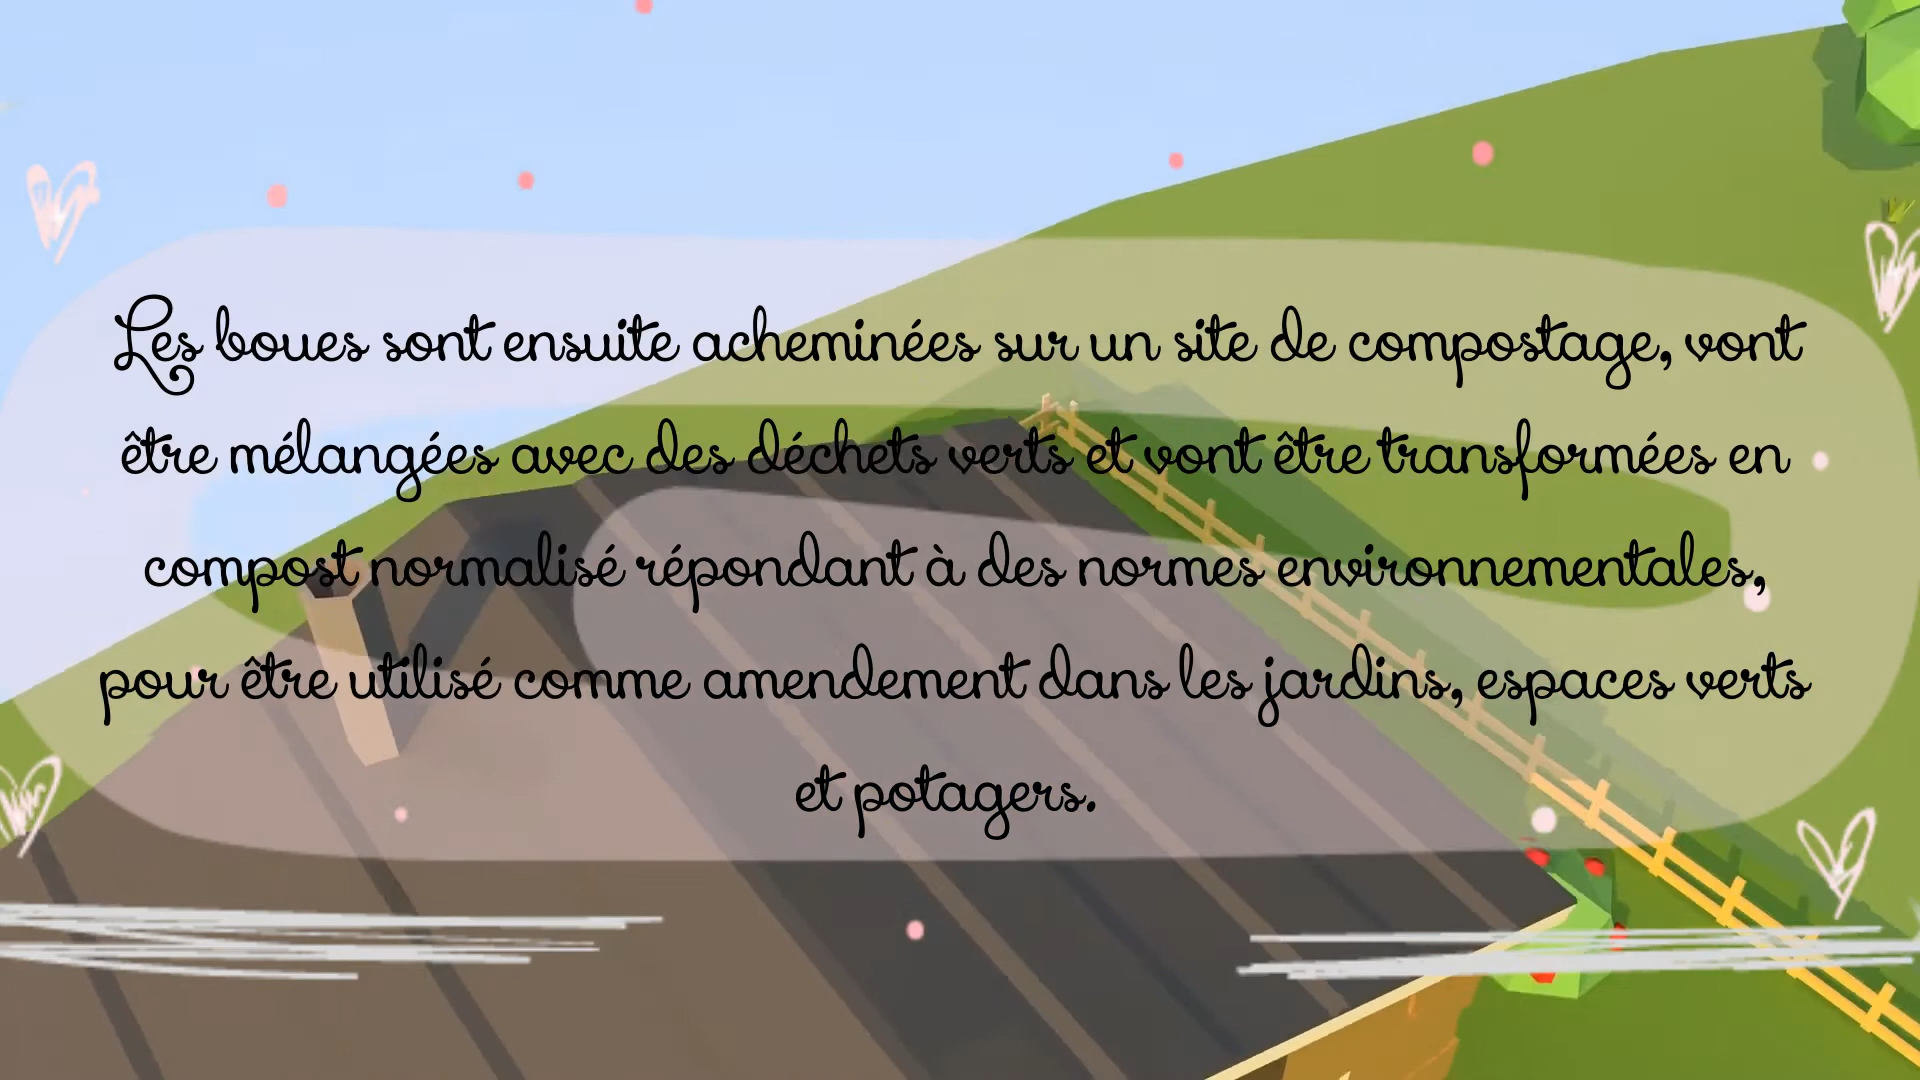 Les boues sont ensuite acheminées sur un site de compostage, vont
être mélangées avec des déchets verts et vont être transformées en
compost normalisé répondant à des normes environnementales,
pour être utilisé comme amendement dans les jardins, espaces verts
et potagers.